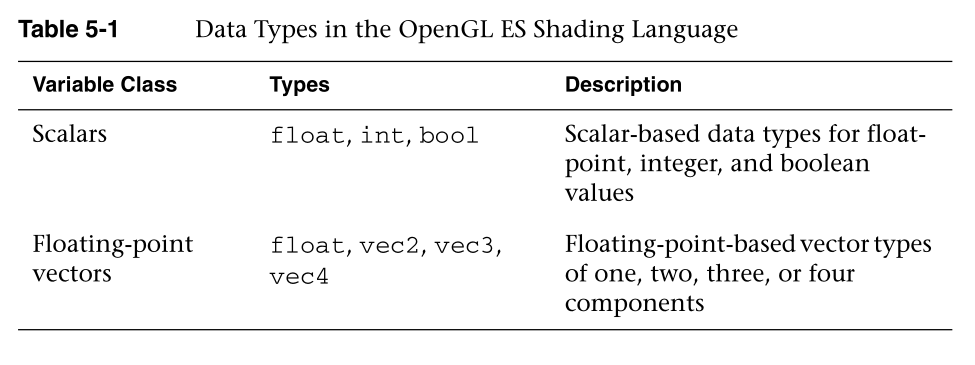 Table 5-1 Data Types in the OpenGL ES Shading Language
Variable Class Types Description
Scalars float, int, bool Scalar-based data types for float-
point, integer, and boolean
values
Floating-point float, vec2, vec3, Floating-point-based vector types
vectors vec4 of one, two, three, or four
components